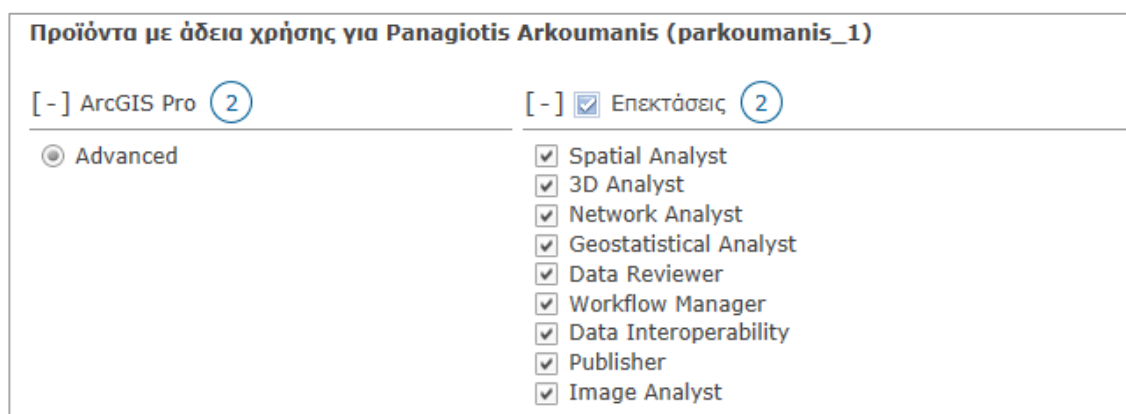 Προϊόντα με άδεια χρήσης για Panagiotis Arkoumanis (parkoumanis_1)
[-] ArcGIS Pro 2
[-] Επεκτάσεις 2
Advanced
Spatial Analyst
3D Analyst
Network Analyst
Geostatistical Analyst
Data Reviewer
Workflow Manager
Data Interoperability
Publisher
Image Analyst